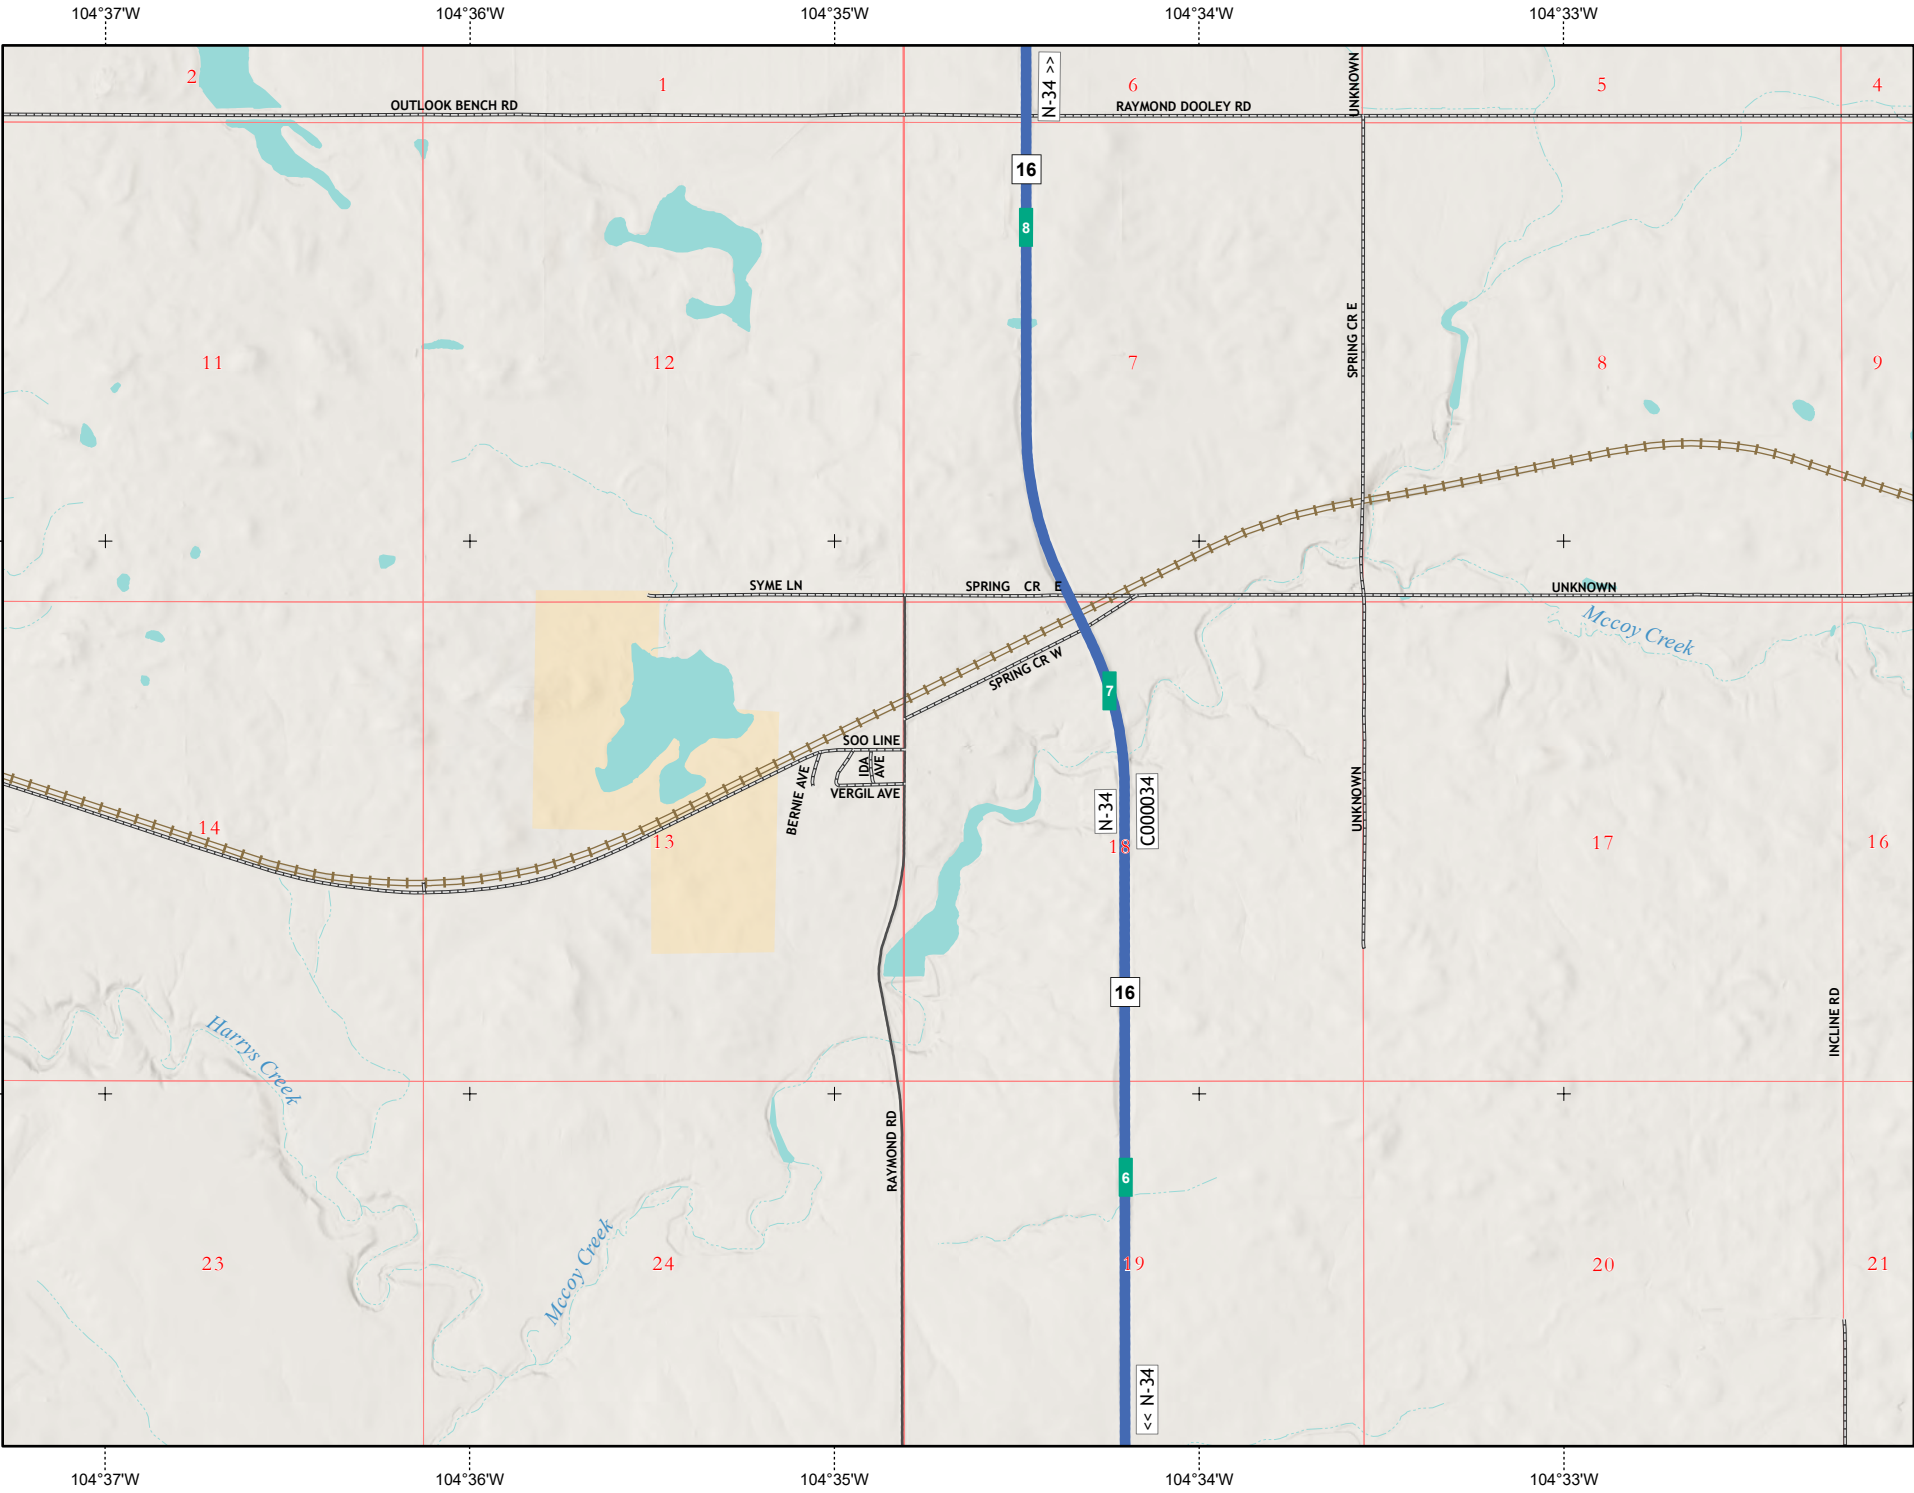 104°37'W 104°36'W 104°35'W 104°34'W 104°33'W
2 1 6 5 4
N-34 >>
UNKNOWN
OUTLOOK BENCH RD RAYMOND DOOLEY RD
16
8
SPRING CR E
11 12 7 8 9
SYME LN SPRING CR E UNKNOWN
Mccoy Creek
SPRING CR W
7
SOO LINE
IDA AVE
BERNIE AVE
VERGIL AVE
UNKNOWN
N-34
C000034
14 13 18 17 16
16
INCLINE RD
Harrys Creek
RAYMOND RD
6
Mccoy Creek
23 24 19 20 21
<< N-34
104°37'W 104°36'W 104°35'W 104°34'W 104°33'W